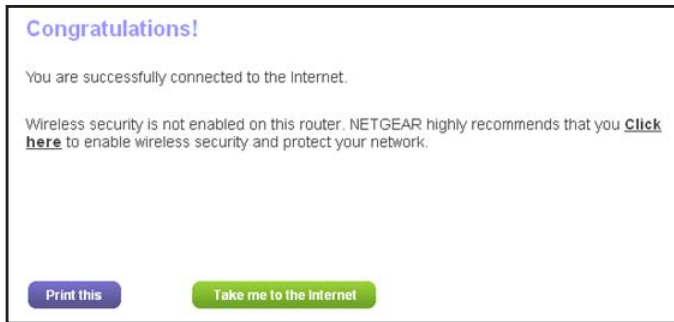 Congratulations!
You are successfully connected to the Internet.
Wireless security is not enabled on this router. NETGEAR highly recommends that you Click
here to enable wireless security and protect your network.
Print this
Take me to the Internet